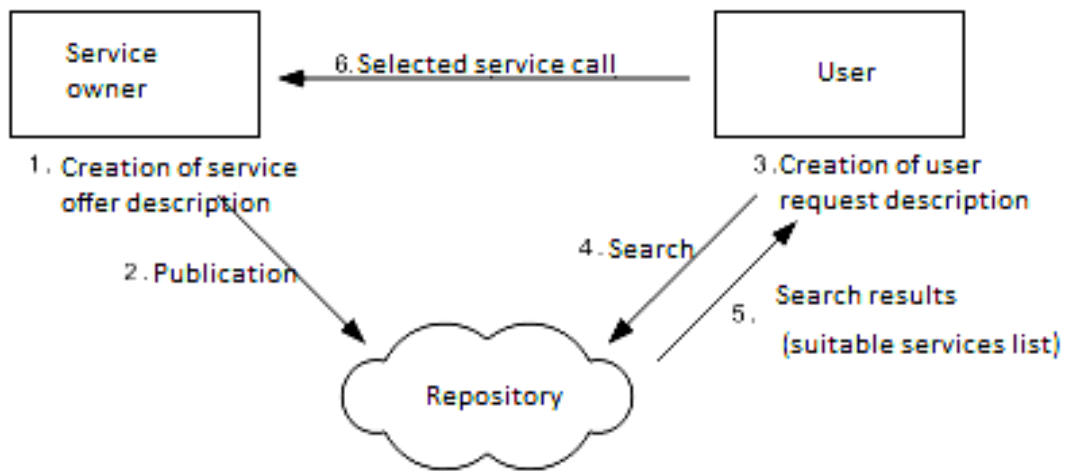 Service
owner
6. Selected service call
User
1. Creation of service
offer description
3. Creation of user
request description
2. Publication
4. Search
5. Search results
(suitable services list)
Repository